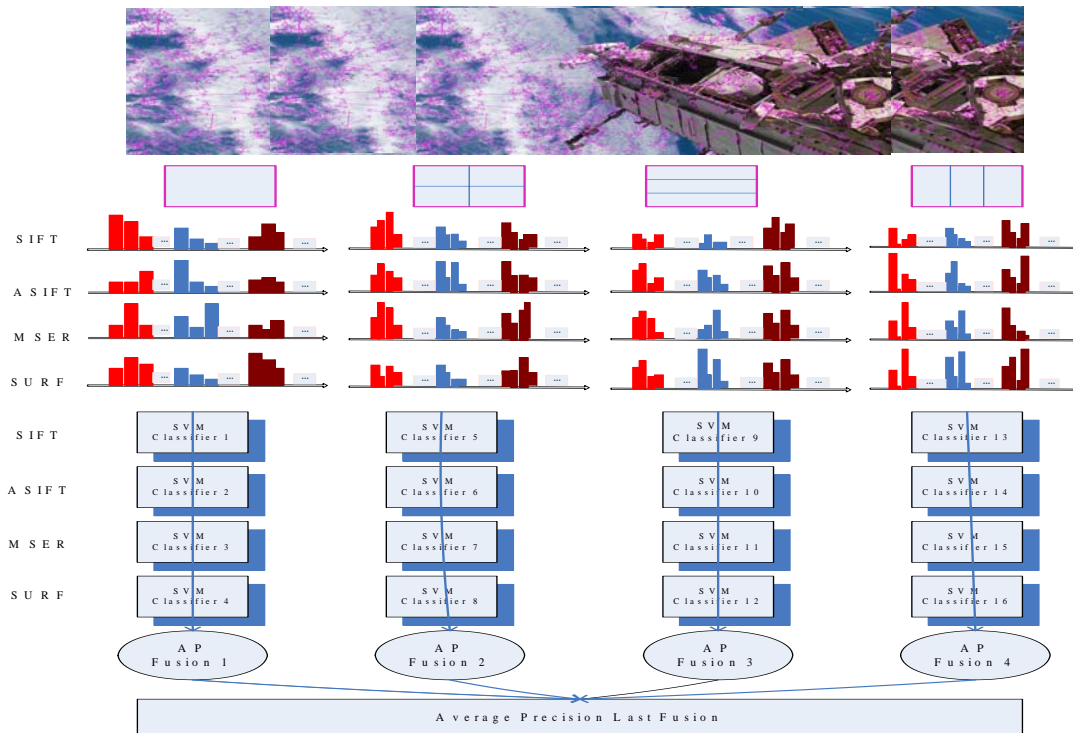 SIFT
... ... ... ... ... ... ... ... ... ... ... ...
ASIFT
... ... ... ... ... ... ... ... ... ... ... ...
MSER
... ... ... ... ... ... ... ... ... ... ... ...
SURF
... ... ... ... ... ... ... ... ... ... ... ...
SIFT
SVM
Classifier 1
SVM
Classifier 5
SVM
Classifier 9
SVM
Classifier 13
ASIFT
SVM
Classifier 2
SVM
Classifier 6
SVM
Classifier 10
SVM
Classifier 14
MSER
SVM
Classifier 3
SVM
Classifier 7
SVM
Classifier 11
SVM
Classifier 15
SURF
SVM
Classifier 4
SVM
Classifier 8
SVM
Classifier 12
SVM
Classifier 16
AP
Fusion 1
AP
Fusion 2
AP
Fusion 3
AP
Fusion 4
Average Precision Last Fusion